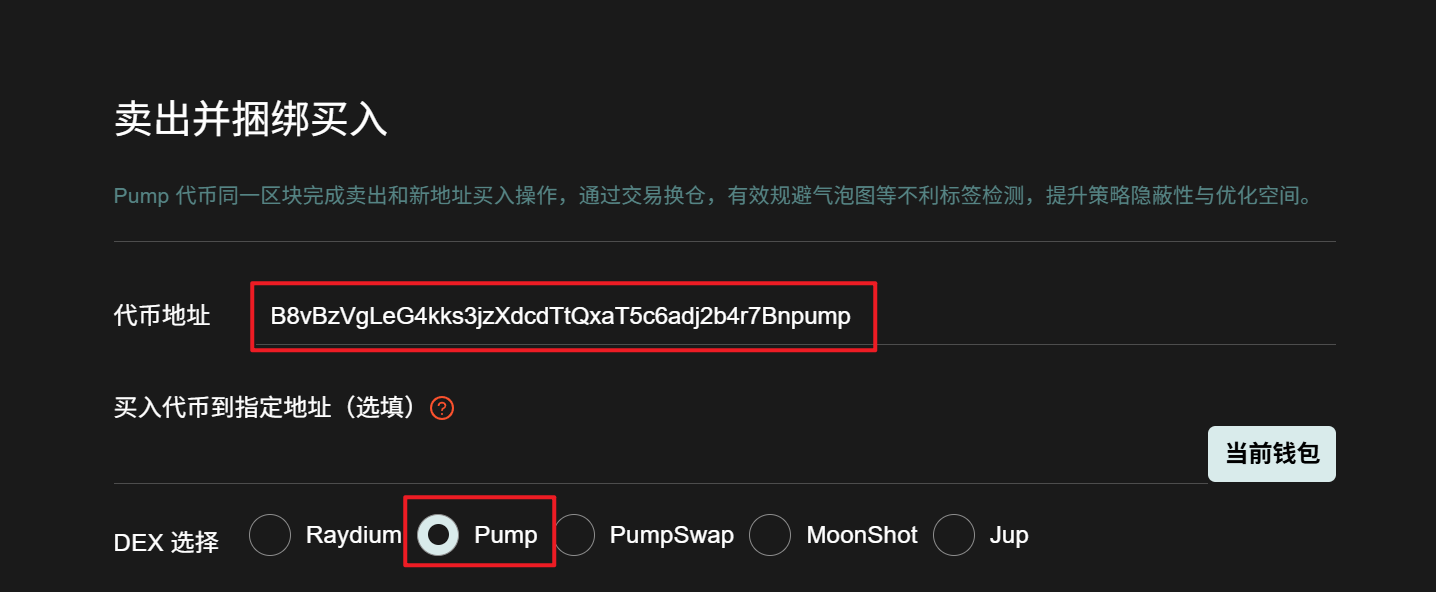 卖出并捆绑买入
Pump 代币同一区块完成卖出和新地址买入操作，通过交易换仓，有效规避气泡图等不利标签检测，提升策略隐蔽性与优化空间。
代币地址 B8vBzVgLeG4kks3jzXdcdTtQxaT5c6adj2b4r7Bnpump
买入代币到指定地址（选填） ?
当前钱包
DEX 选择 Raydium Pump PumpSwap MoonShot Jup